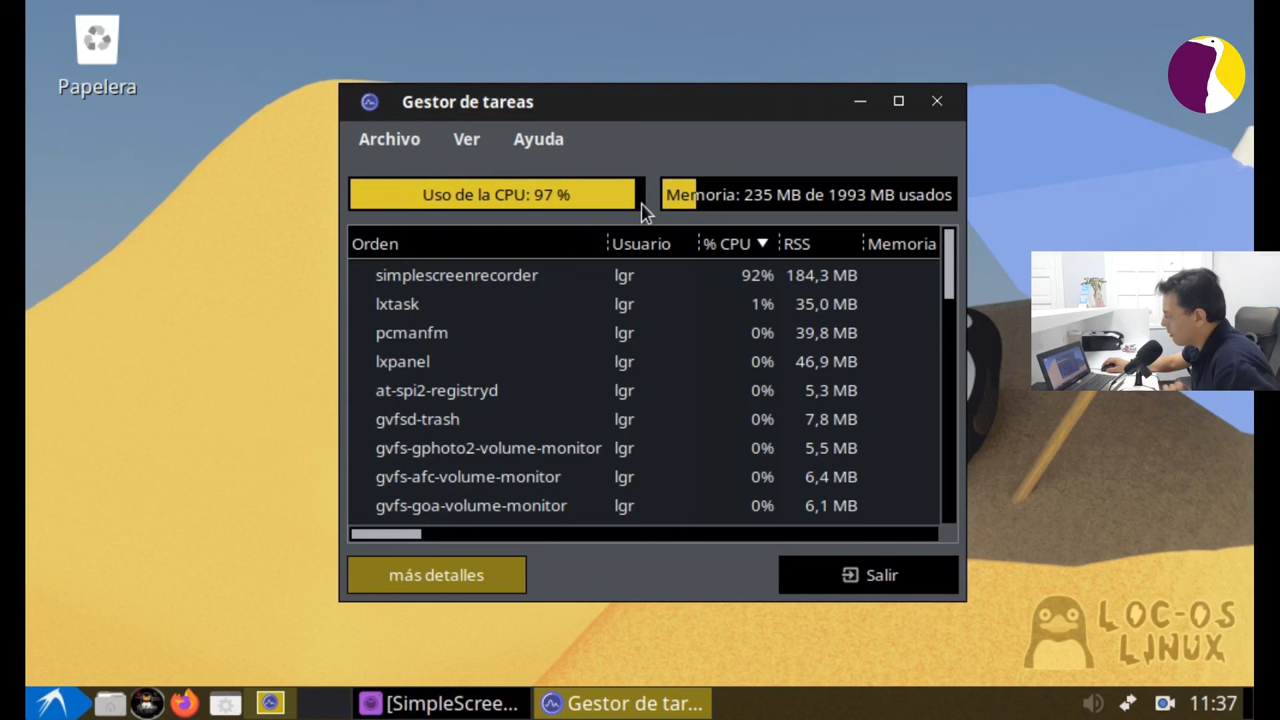 Papelera
Gestor de tareas
Archivo Ver Ayuda
Uso de la CPU: 97 % Memoria: 235 MB de 1993 MB usados
Orden Usuario % CPU RSS Memoria
simplescreenrecorder lgr 92% 184,3 MB
lxtask lgr 1% 35,0 MB
pcmanfm lgr 0% 39,8 MB
lxpanel lgr 0% 46,9 MB
at-spi2-registryd lgr 0% 5,3 MB
gvfsd-trash lgr 0% 7,8 MB
gvfs-gphoto2-volume-monitor lgr 0% 5,5 MB
gvfs-afc-volume-monitor lgr 0% 6,4 MB
gvfs-goa-volume-monitor lgr 0% 6,1 MB
más detalles Salir
LOC-OS
LINUX
[SimpleScree... Gestor de tar... 11:37